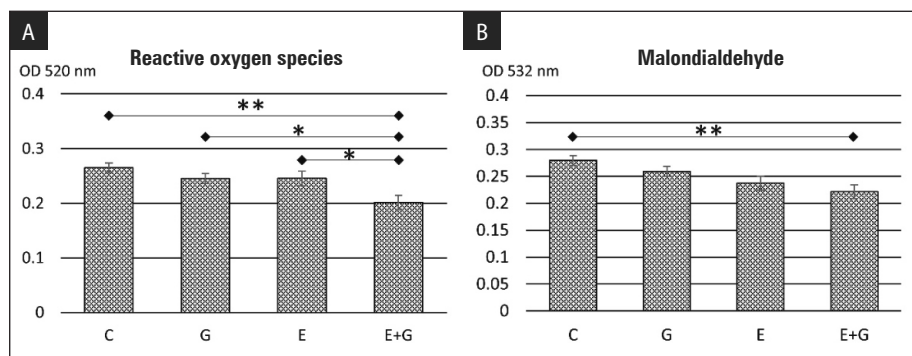 A
Reactive oxygen species
OD 520 nm
0.4
**
*
0.3
*
0.2
0.1
0
C G E E+G
B
Malondialdehyde
OD 532 nm
0.4
0.35
**
0.3
0.25
0.2
0.15
0.1
0.05
0
C G E E+G